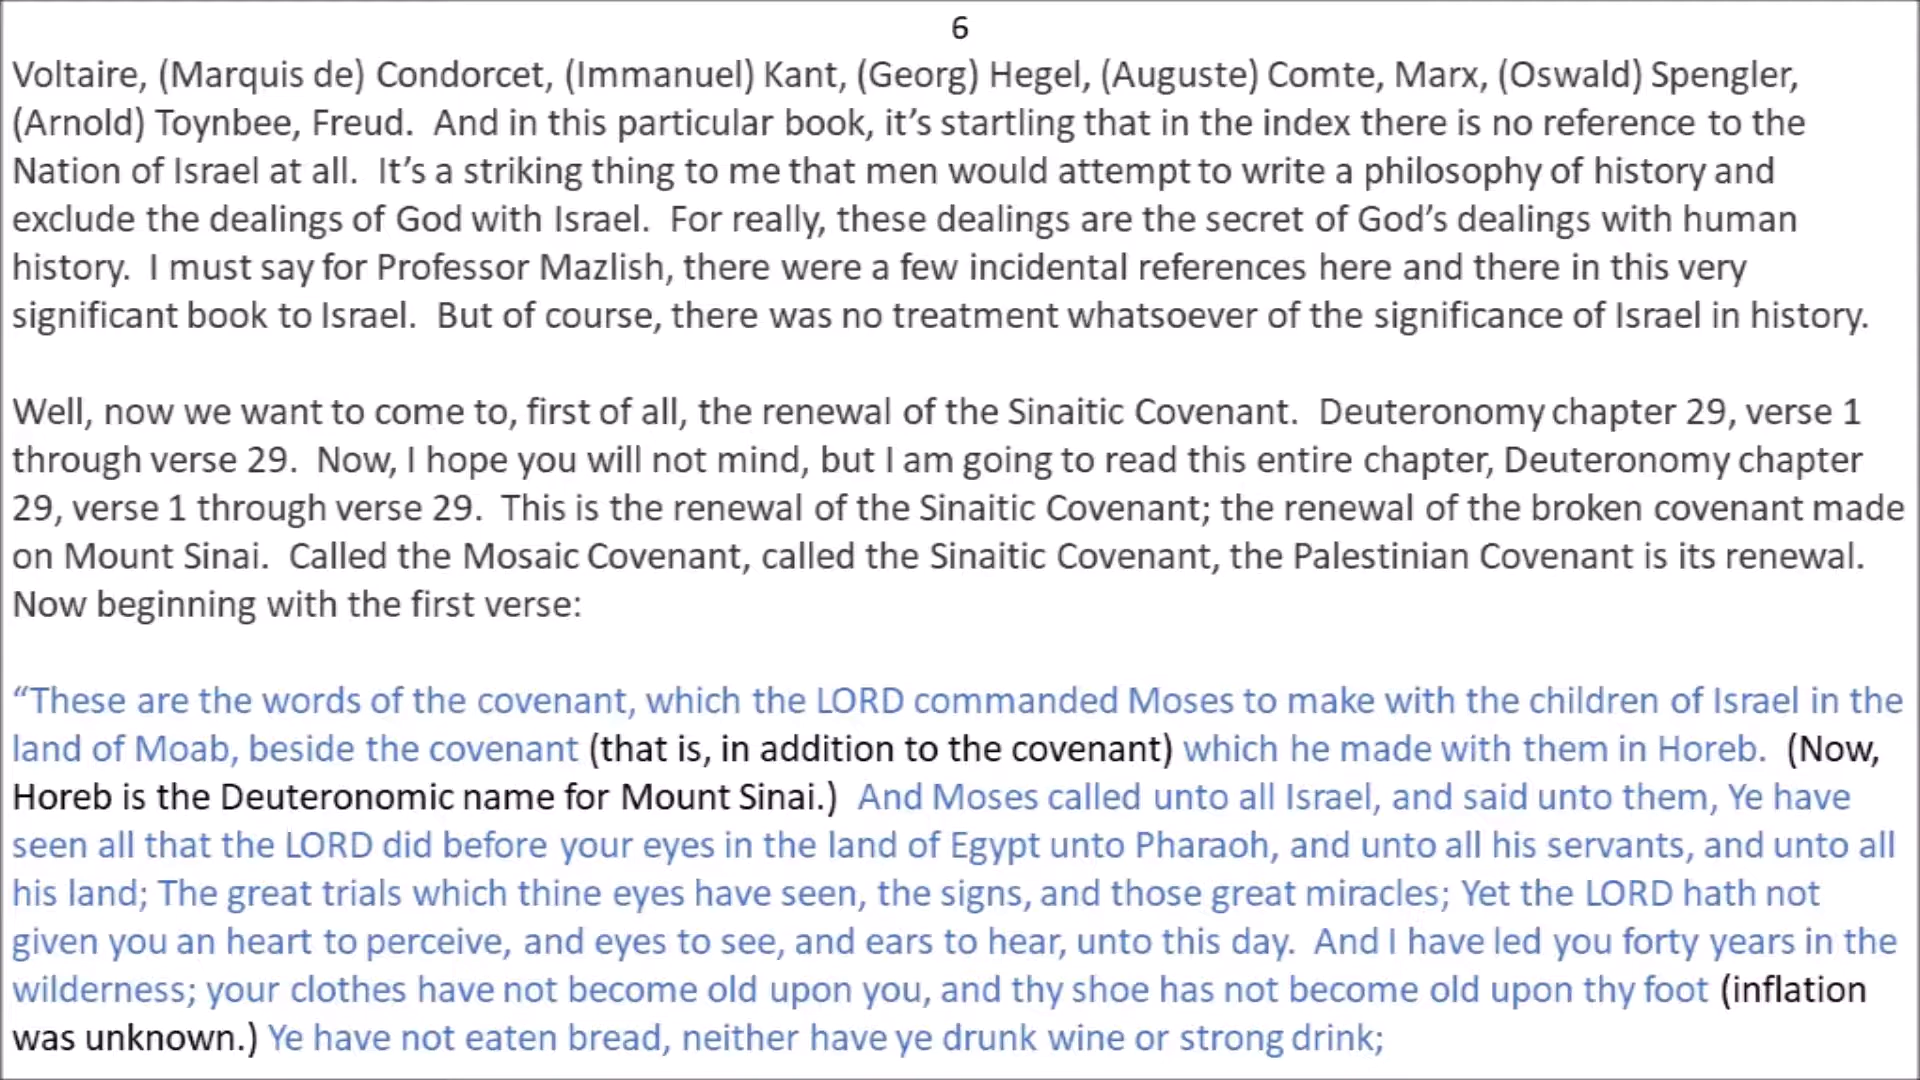 6
Voltaire, (Marquis de) Condorcet, (Immanuel) Kant, (Georg) Hegel, (Auguste) Comte, Marx, (Oswald) Spengler,
(Arnold) Toynbee, Freud.  And in this particular book, it’s startling that in the index there is no reference to the
Nation of Israel at all.  It’s a striking thing to me that men would attempt to write a philosophy of history and
exclude the dealings of God with Israel.  For really, these dealings are the secret of God’s dealings with human
history.  I must say for Professor Mazlish, there were a few incidental references here and there in this very
significant book to Israel.  But of course, there was no treatment whatsoever of the significance of Israel in history.
Well, now we want to come to, first of all, the renewal of the Sinaitic Covenant.  Deuteronomy chapter 29, verse 1
through verse 29.  Now, I hope you will not mind, but I am going to read this entire chapter, Deuteronomy chapter
29, verse 1 through verse 29.  This is the renewal of the Sinaitic Covenant; the renewal of the broken covenant made
on Mount Sinai.  Called the Mosaic Covenant, called the Sinaitic Covenant, the Palestinian Covenant is its renewal.
Now beginning with the first verse:
“These are the words of the covenant, which the LORD commanded Moses to make with the children of Israel in the
land of Moab, beside the covenant (that is, in addition to the covenant) which he made with them in Horeb.  (Now,
Horeb is the Deuteronomic name for Mount Sinai.)  And Moses called unto all Israel, and said unto them, Ye have
seen all that the LORD did before your eyes in the land of Egypt unto Pharaoh, and unto all his servants, and unto all
his land; The great trials which thine eyes have seen, the signs, and those great miracles; Yet the LORD hath not
given you an heart to perceive, and eyes to see, and ears to hear, unto this day.  And I have led you forty years in the
wilderness; your clothes have not become old upon you, and thy shoe has not become old upon thy foot (inflation
was unknown.) Ye have not eaten bread, neither have ye drunk wine or strong drink;